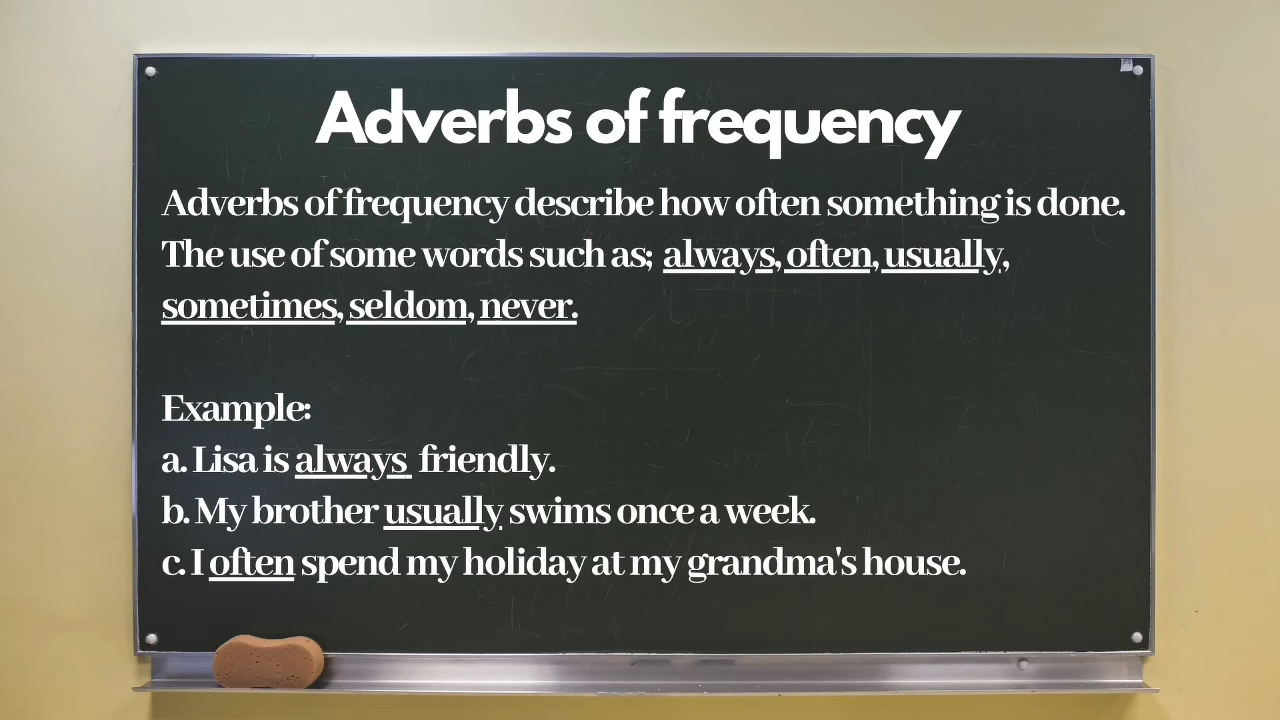 Adverbs of frequency
Adverbs of frequency describe how often something is done.
The use of some words such as; always, often, usually,
sometimes, seldom, never.
Example:
a. Lisa is always friendly.
b. My brother usually swims once a week.
c. I often spend my holiday at my grandma's house.